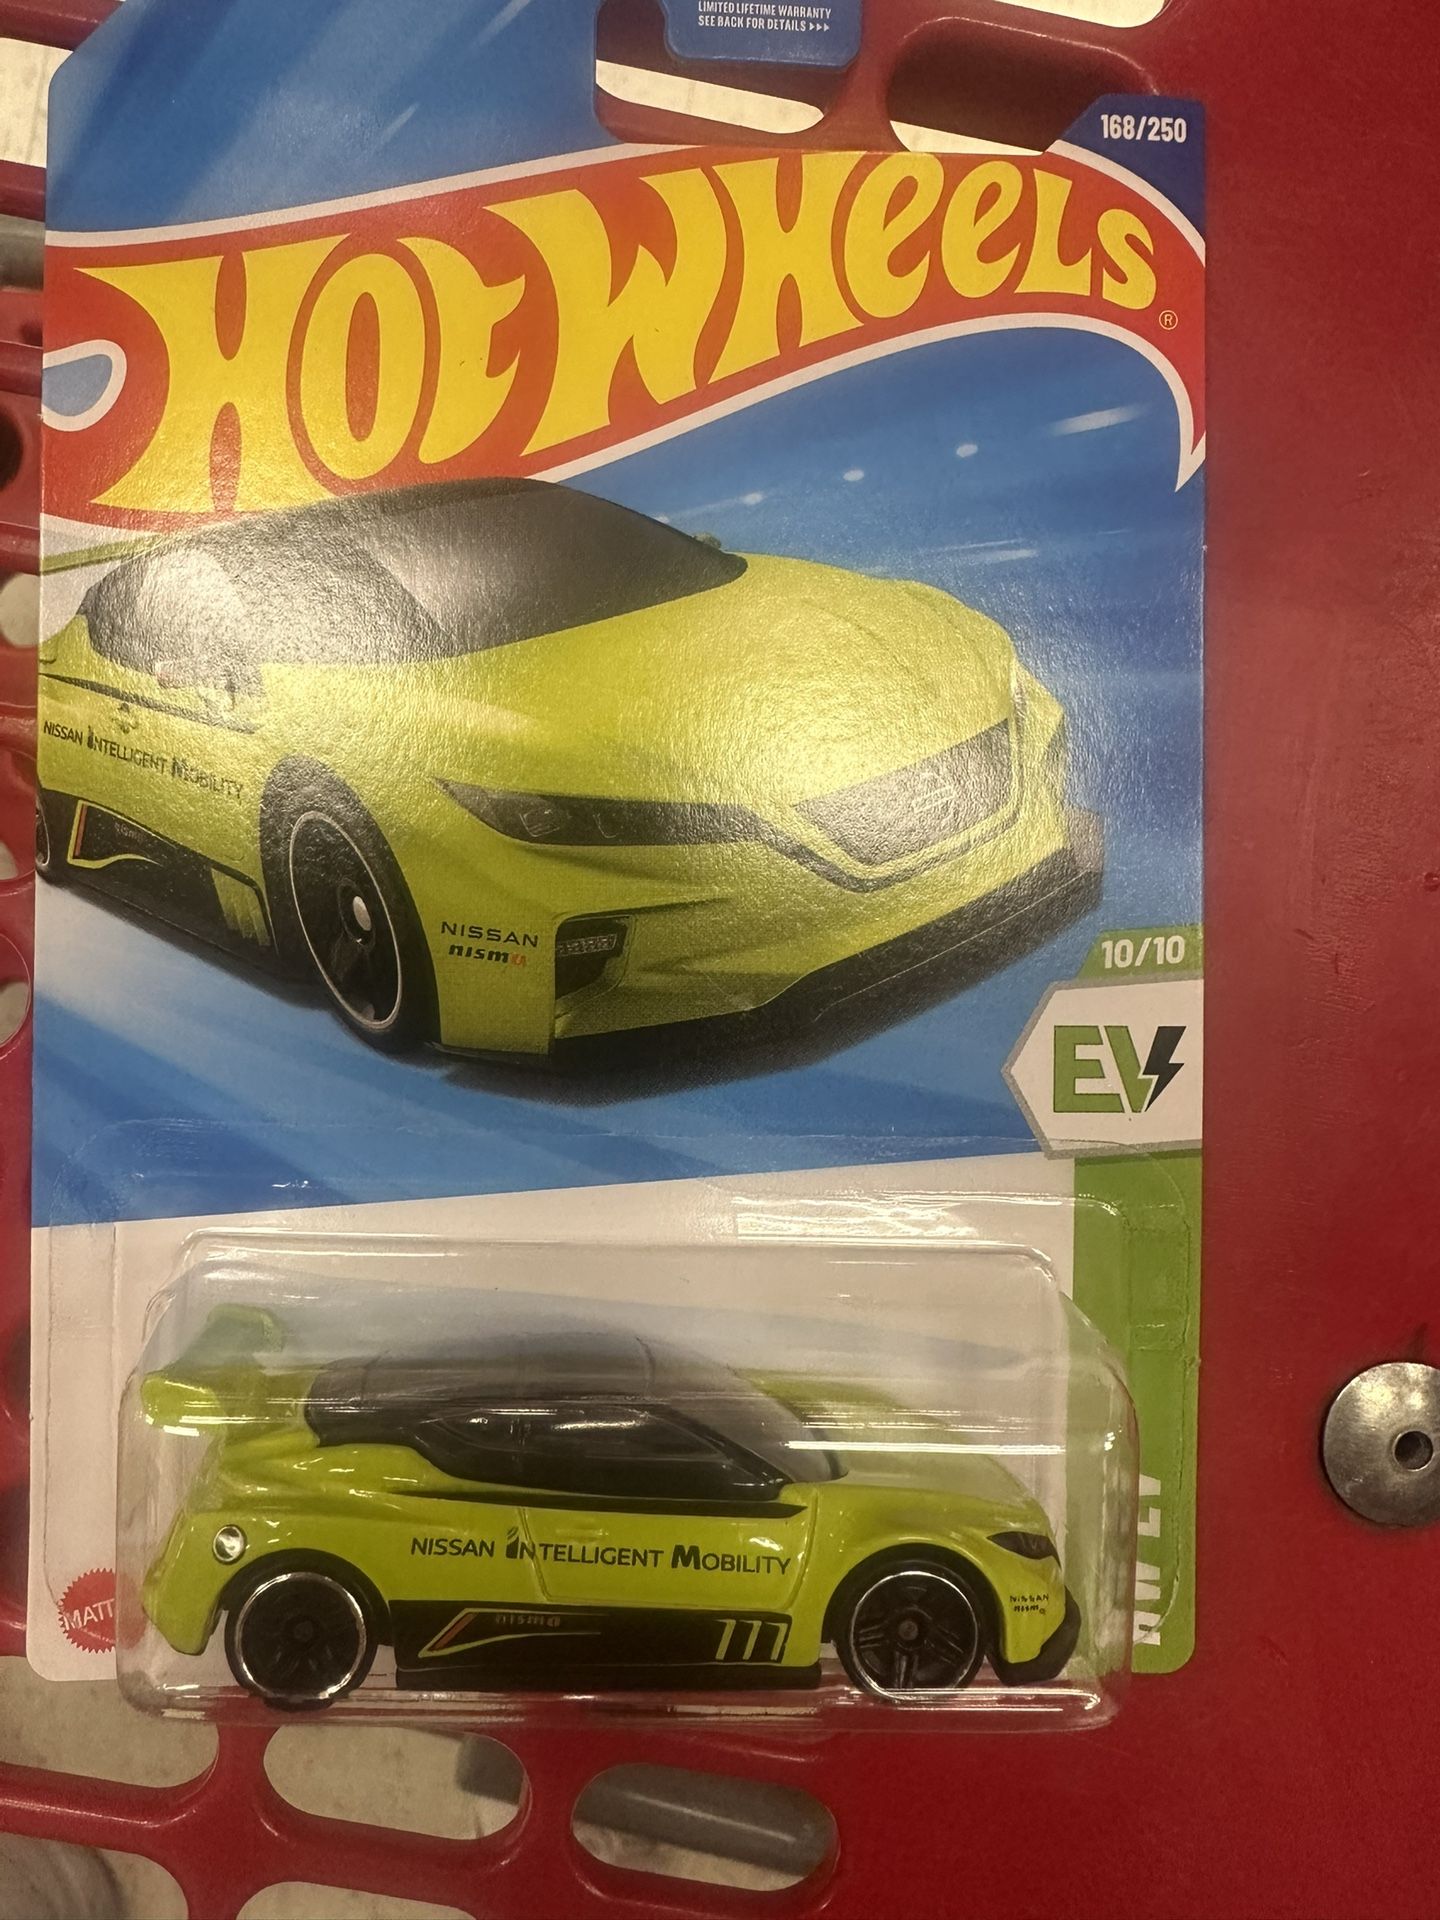 LIMITED LIFETIME WARRANTY
SEE BACK FOR DETAILS ▸▸▸
168/250
HOT WHEELS®
NISSAN INTELLIGENT MOBILITY
NISSAN
nismo
10/10
EV
NISSAN INTELLIGENT MOBILITY
NISSAN
nismo
nismo
MATT
HW EV